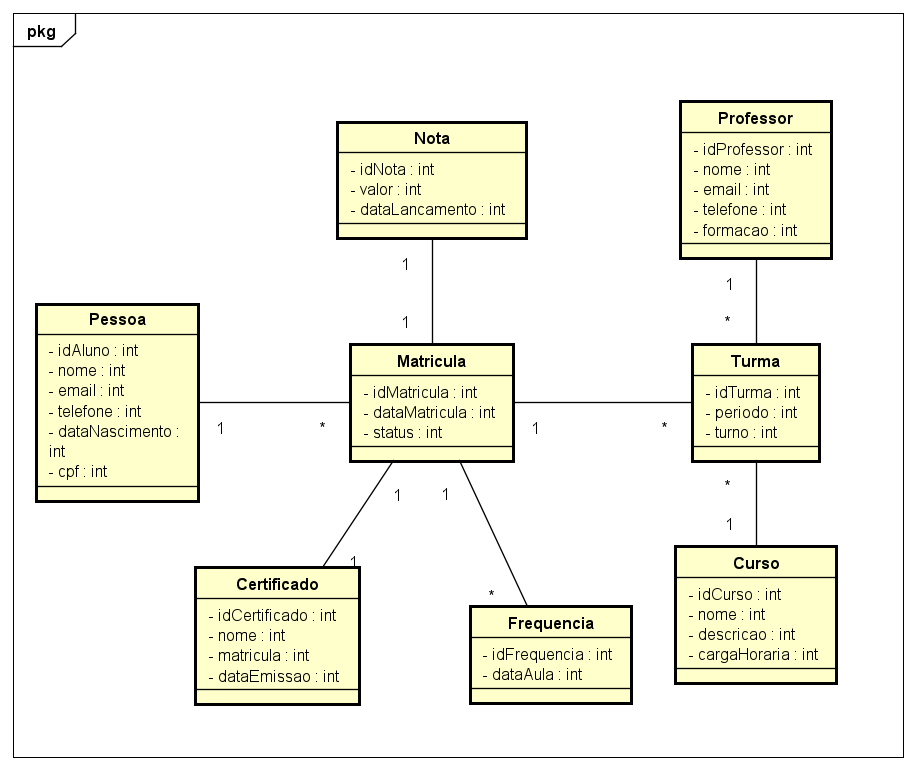 pkg
Nota
- idNota : int
- valor : int
- dataLancamento : int
Professor
- idProfessor : int
- nome : int
- email : int
- telefone : int
- formacao : int
1
1
1
*
Pessoa
- idAluno : int
- nome : int
- email : int
- telefone : int
- dataNascimento :
int
- cpf : int
1
*
Matricula
- idMatricula : int
- dataMatricula : int
- status : int
1
*
Turma
- idTurma : int
- periodo : int
- turno : int
1
1
1
*
*
1
Certificado
- idCertificado : int
- nome : int
- matricula : int
- dataEmissao : int
Frequencia
- idFrequencia : int
- dataAula : int
Curso
- idCurso : int
- nome : int
- descricao : int
- cargaHoraria : int